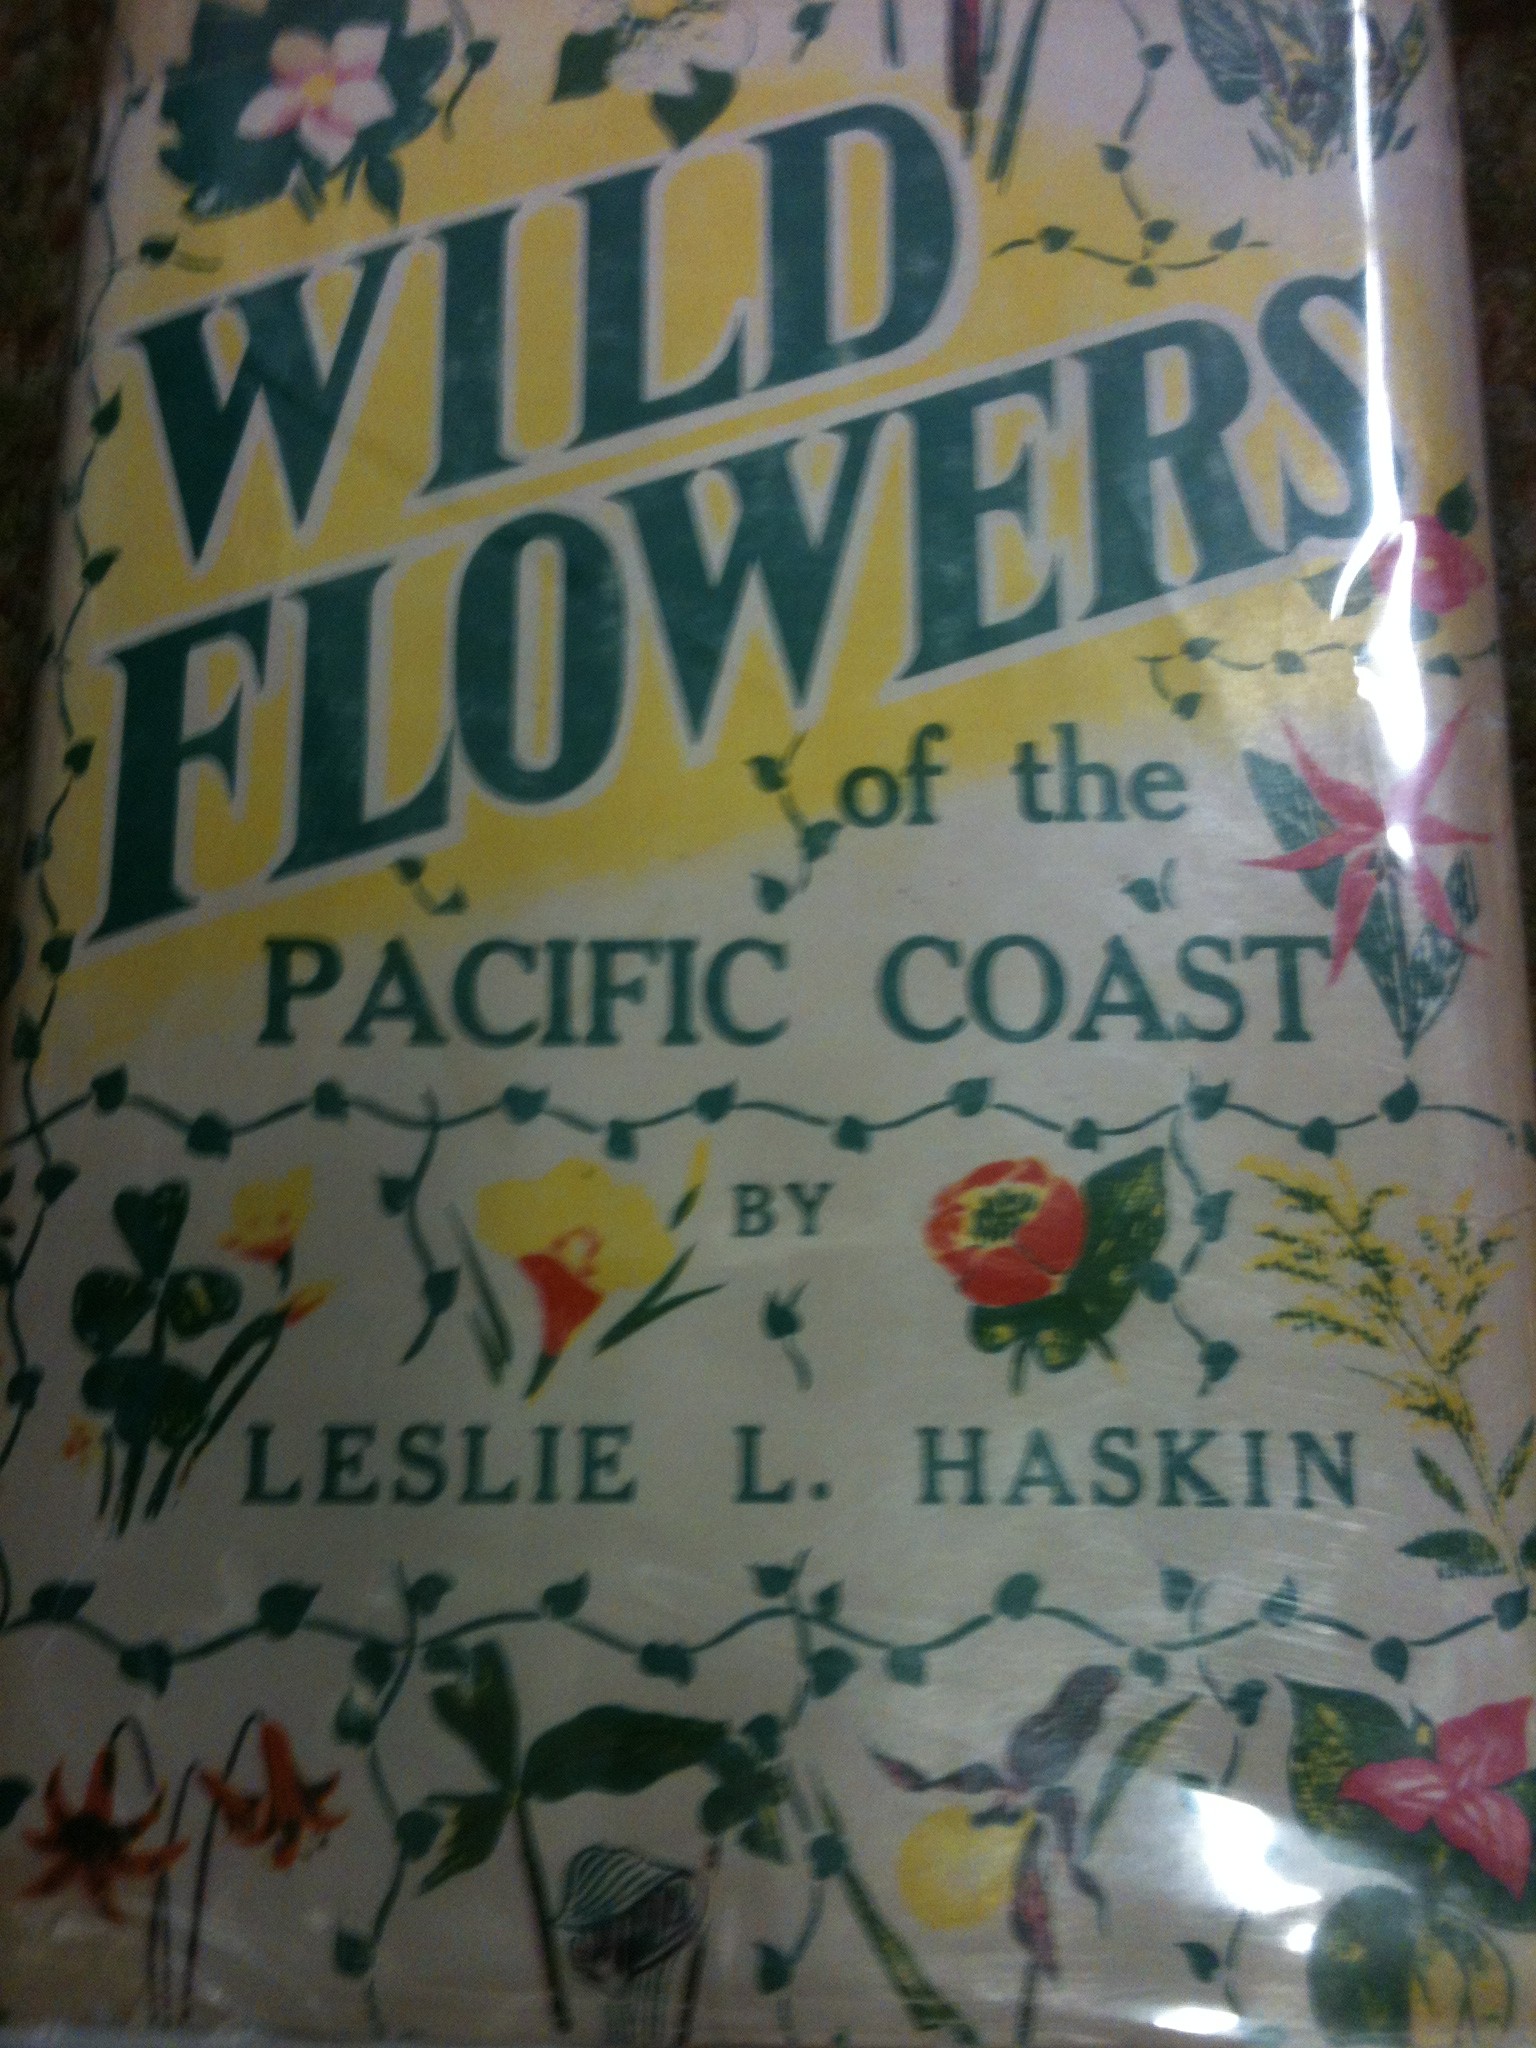 WILD
FLOWERS
of the
PACIFIC COAST
BY
LESLIE L. HASKIN